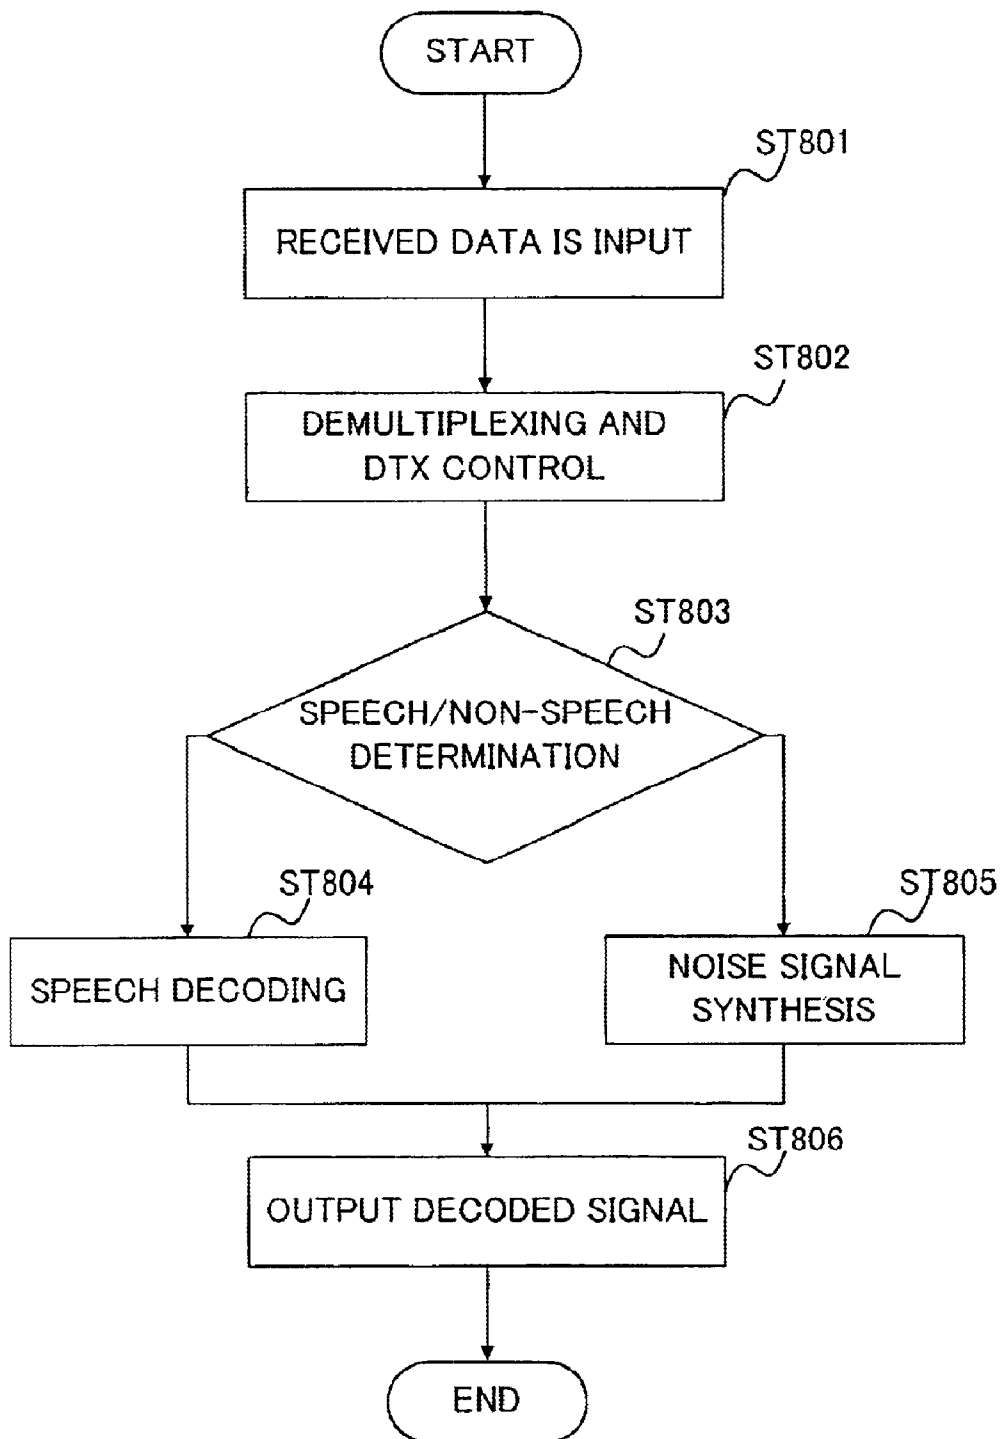 START
ST801
RECEIVED DATA IS INPUT
ST802
DEMULTIPLEXING AND
DTX CONTROL
ST803
SPEECH/NON-SPEECH
DETERMINATION
ST804
SPEECH DECODING
ST805
NOISE SIGNAL
SYNTHESIS
ST806
OUTPUT DECODED SIGNAL
END